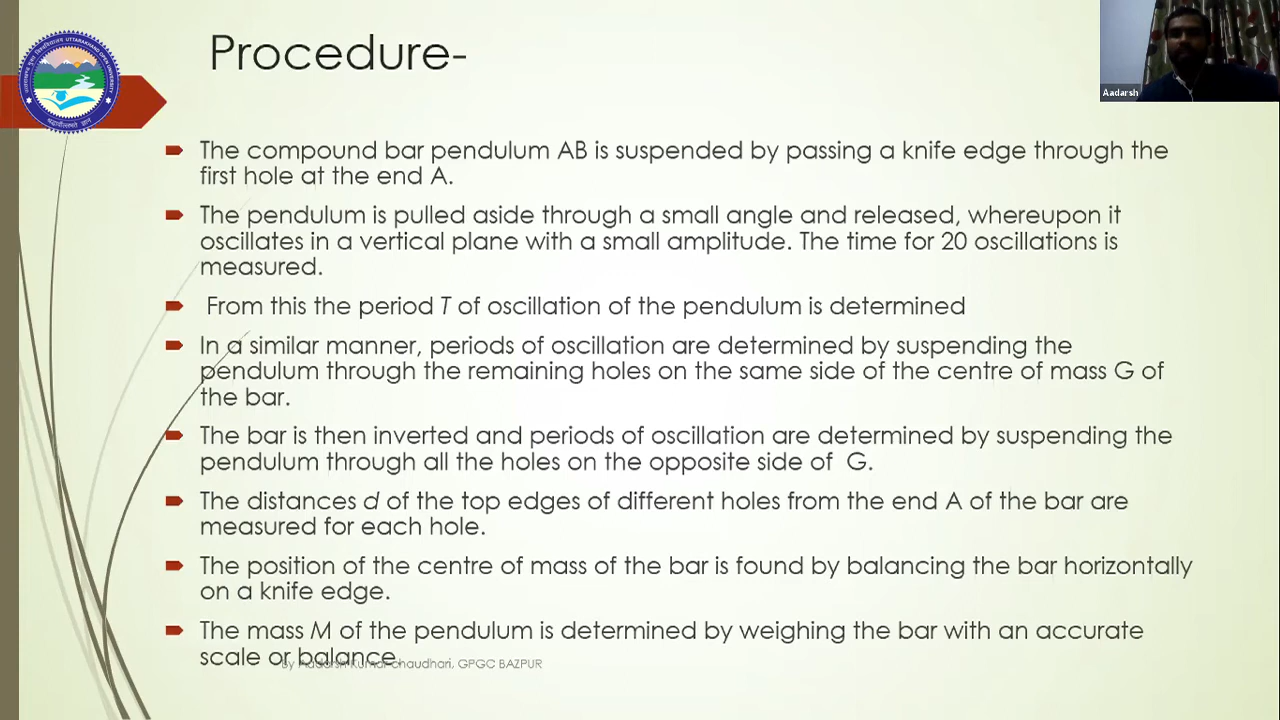 Procedure-
Aadarsh
The compound bar pendulum AB is suspended by passing a knife edge through the
first hole at the end A.
The pendulum is pulled aside through a small angle and released, whereupon it
oscillates in a vertical plane with a small amplitude. The time for 20 oscillations is
measured.
From this the period T of oscillation of the pendulum is determined
In a similar manner, periods of oscillation are determined by suspending the
pendulum through the remaining holes on the same side of the centre of mass G of
the bar.
The bar is then inverted and periods of oscillation are determined by suspending the
pendulum through all the holes on the opposite side of G.
The distances d of the top edges of different holes from the end A of the bar are
measured for each hole.
The position of the centre of mass of the bar is found by balancing the bar horizontally
on a knife edge.
The mass M of the pendulum is determined by weighing the bar with an accurate
scale or balance.
By Aadarsh Kumar chaudhari, GPGC BAZPUR